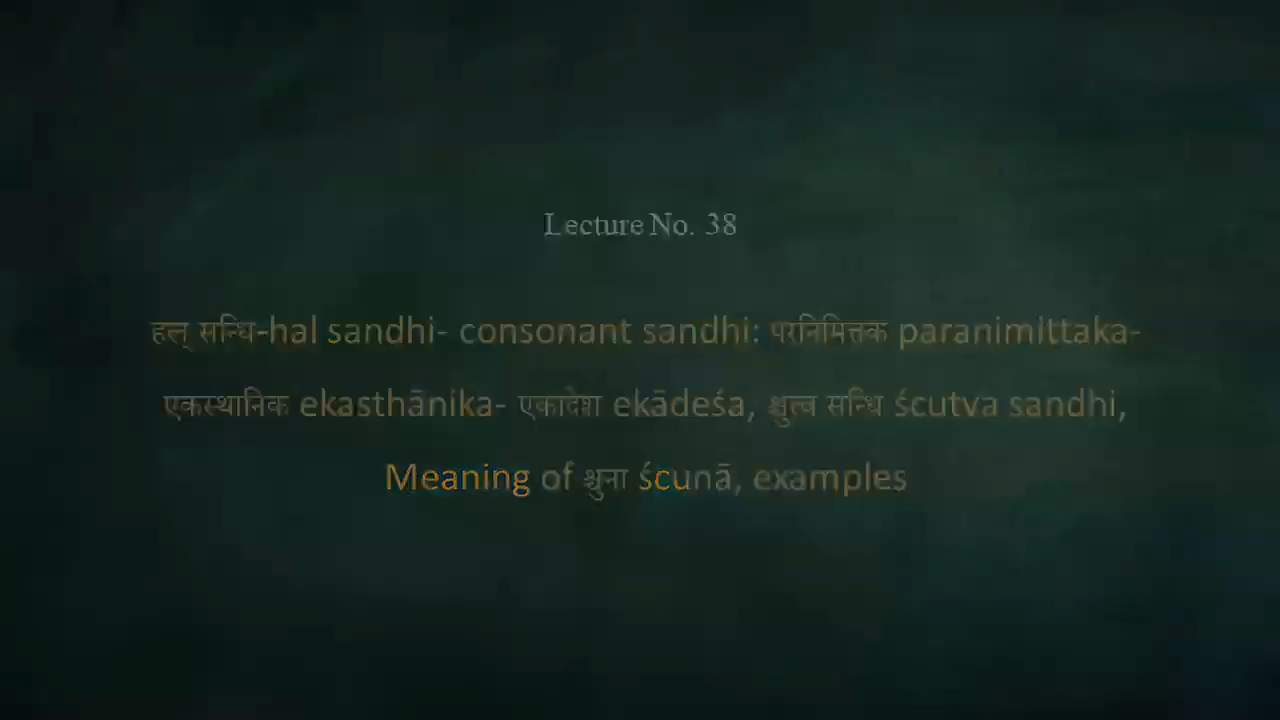 Lecture No. 38
हल् सन्धि-hal sandhi- consonant sandhi: परनिमित्तक paranimittaka-
एकस्थानिक ekasthānika- एकादेश ekādeśa, श्चुत्व सन्धि ścutva sandhi,
Meaning of श्चुना ścunā, examples